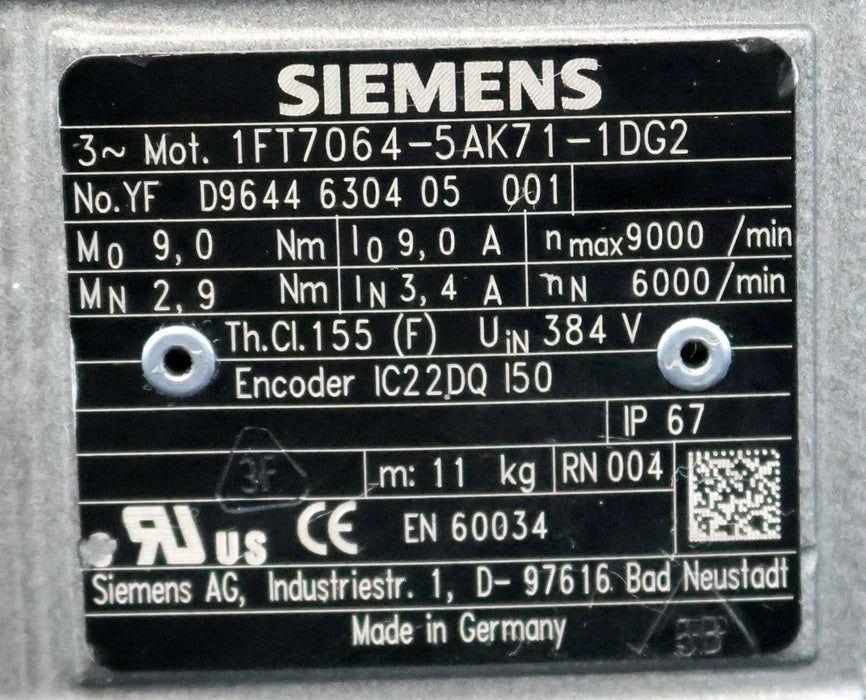 SIEMENS
3~ Mot. 1FT7064-5AK71-1DG2
No.YF D9644 6304 05 001
M0 9,0 Nm I0 9,0 A nmax 9000 /min
MN 2,9 Nm IN 3,4 A nN 6000/min
Th.Cl.155 (F) UiN 384 V
Encoder IC22DQ I50
IP 67
3F
m: 11 kg RN 004
RU US CE EN 60034
Siemens AG, Industriestr. 1, D-97616 Bad Neustadt
Made in Germany
5B